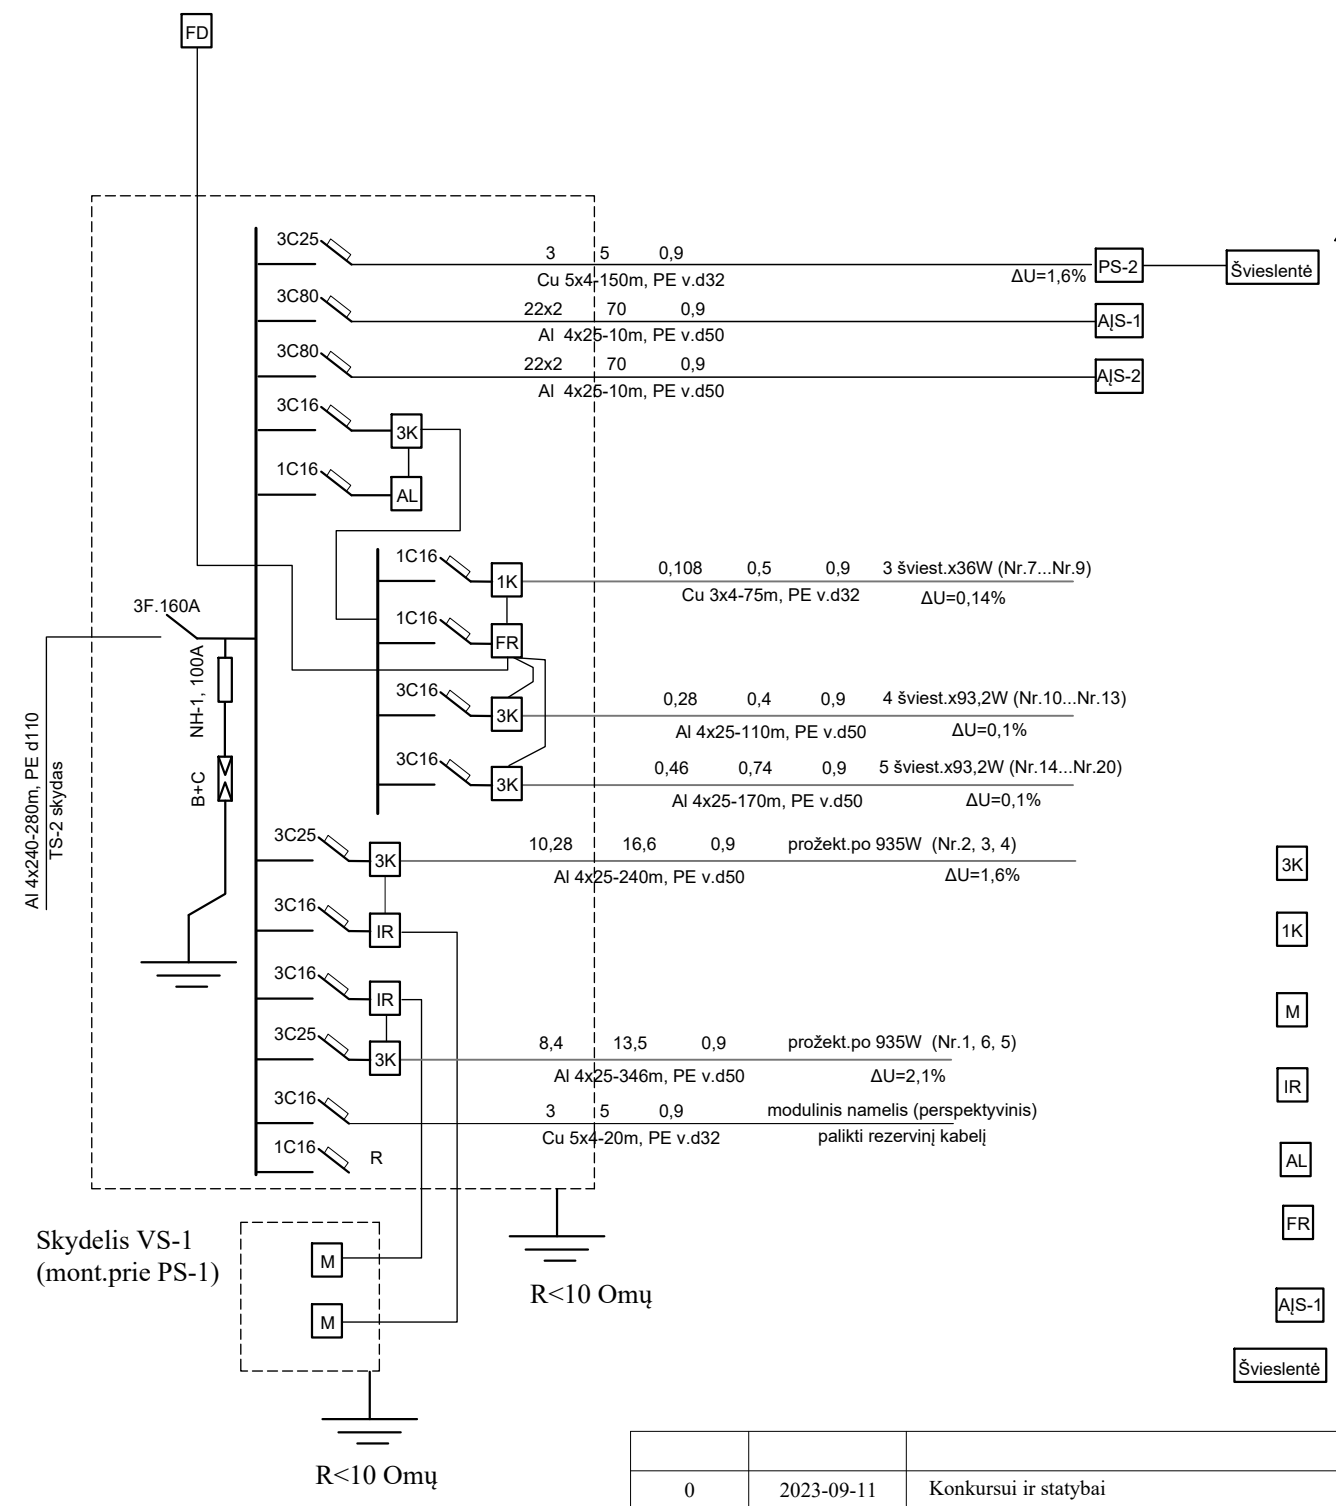 FD
3C25
3 5 0,9
Cu 5x4-150m, PE v.d32
ΔU=1,6%
PS-2
Švieslentė
3C80
22x2 70 0,9
Al 4x25-10m, PE v.d50
AĮS-1
3C80
22x2 70 0,9
Al 4x25-10m, PE v.d50
AĮS-2
3C16
3K
1C16
AL
1C16
1K
0,108 0,5 0,9 3 šviest.x36W (Nr.7...Nr.9)
Cu 3x4-75m, PE v.d32
ΔU=0,14%
1C16
FR
3C16
3K
0,28 0,4 0,9 4 šviest.x93,2W (Nr.10...Nr.13)
Al 4x25-110m, PE v.d50
ΔU=0,1%
3C16
3K
0,46 0,74 0,9 5 šviest.x93,2W (Nr.14...Nr.20)
Al 4x25-170m, PE v.d50
ΔU=0,1%
3F.160A
NH-1, 100A
B+C
Al 4x240-280m, PE d110
TS-2 skydas
3C25
3K
10,28 16,6 0,9 prožekt.po 935W (Nr.2, 3, 4)
Al 4x25-240m, PE v.d50
ΔU=1,6%
3C16
IR
3C16
IR
3C25
3K
8,4 13,5 0,9 prožekt.po 935W (Nr.1, 6, 5)
Al 4x25-346m, PE v.d50
ΔU=2,1%
3C16
3 5 0,9 modulinis namelis (perspektyvinis)
Cu 5x4-20m, PE v.d32
palikti rezervinį kabelį
1C16
R
Skydelis VS-1
(mont.prie PS-1)
M
M
R<10 Omų
R<10 Omų
3K
1K
M
IR
AL
FR
AĮS-1
Švieslentė
0 2023-09-11 Konkursui ir statybai